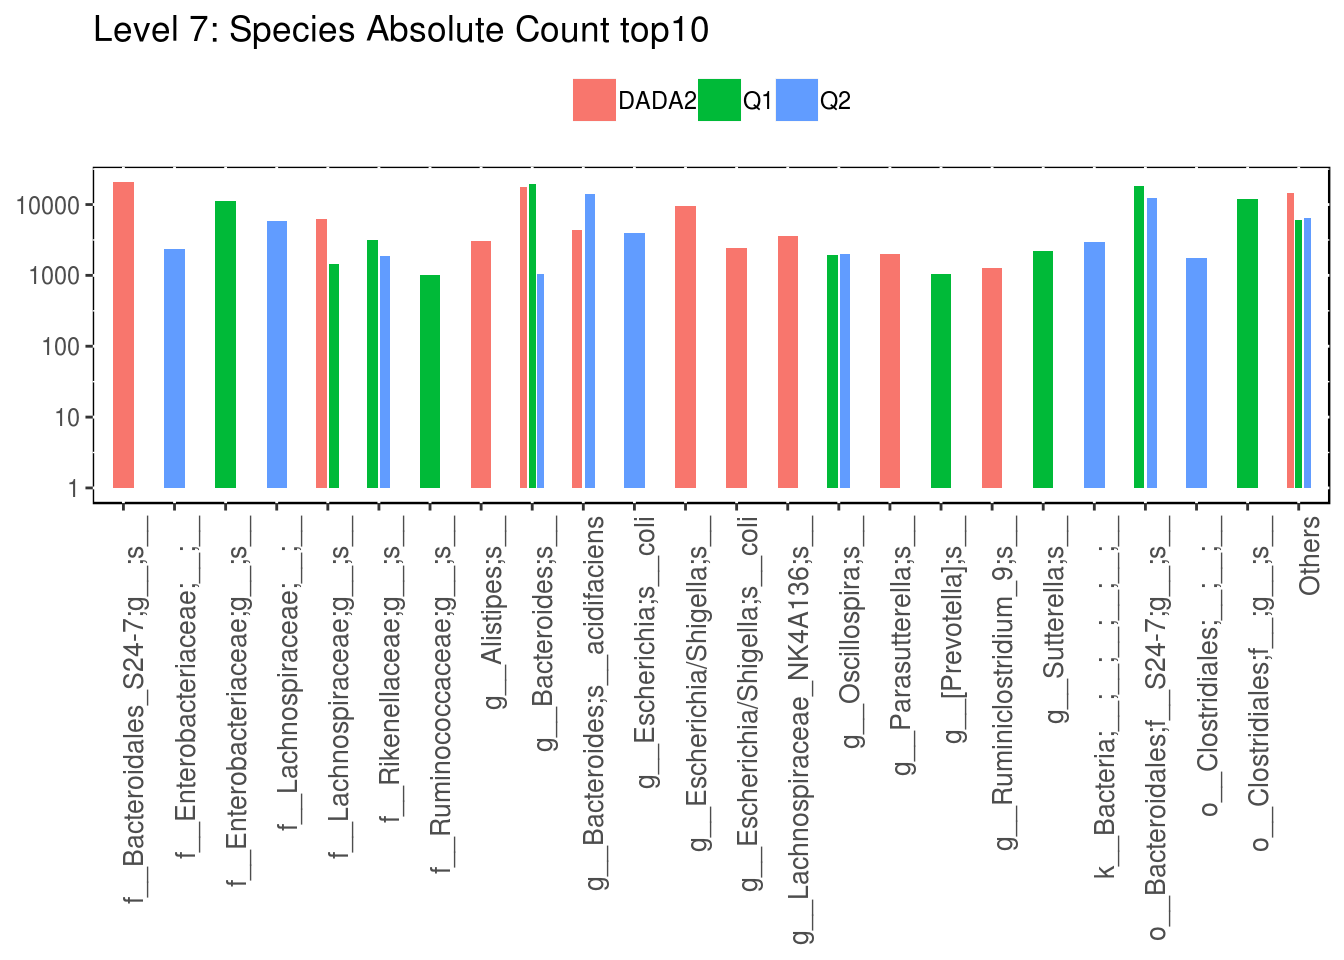 Level 7: Species Absolute Count top10
DADA2 Q1 Q2
10000
1000
100
10
1
f__Bacteroidales_S24-7;g__;s__
f__Enterobacteriaceae;__;__
f__Enterobacteriaceae;g__;s__
f__Lachnospiraceae;__;__
f__Lachnospiraceae;g__;s__
f__Rikenellaceae;g__;s__
f__Ruminococcaceae;g__;s__
g__Alistipes;s__
g__Bacteroides;s__
g__Bacteroides;s__acidifaciens
g__Escherichia;s__coli
g__Escherichia/Shigella;s__
g__Escherichia/Shigella;s__coli
g__Lachnospiraceae_NK4A136;s__
g__Oscillospira;s__
g__Parasutterella;s__
g__[Prevotella];s__
g__Ruminiclostridium_9;s__
g__Sutterella;s__
k__Bacteria;__;__;__;__;__;__
o__Bacteroidales;f__S24-7;g__;s__
o__Clostridiales;__;__;__
o__Clostridiales;f__;g__;s__
Others